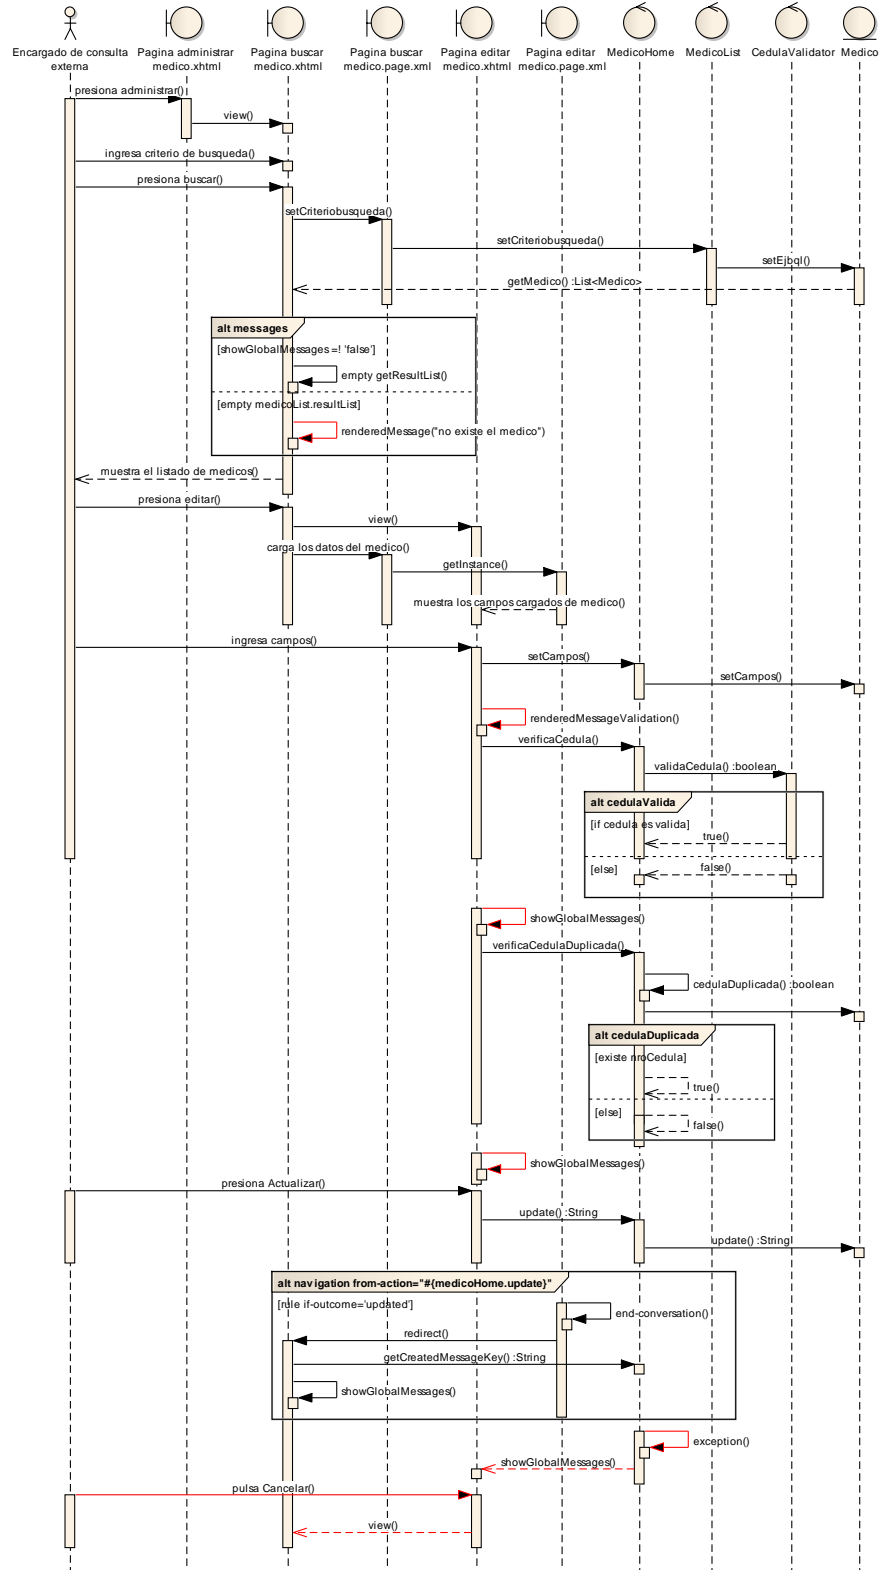 Encargado de consulta
externa
Pagina administrar
medico.xhtml
Pagina buscar
medico.xhtml
Pagina buscar
medico.page.xml
Pagina editar
medico.xhtml
Pagina editar
medico.page.xml
MedicoHome
MedicoList
CedulaValidator
Medico
presiona administrar()
view()
ingresa criterio de busqueda()
presiona buscar()
setCriteriobusqueda()
setCriteriobusqueda()
setEjbql()
getMedico() :List<Medico>
alt messages
[showGlobalMessages =! 'false']
empty getResultList()
[empty medicoList.resultList]
renderedMessage("no existe el medico")
muestra el listado de medicos()
presiona editar()
view()
carga los datos del medico()
getInstance()
muestra los campos cargados de medico()
ingresa campos()
setCampos()
setCampos()
renderedMessageValidation()
verificaCedula()
validaCedula() :boolean
alt cedulaValida
[if cedula es valida]
true()
[else]
false()
showGlobalMessages()
verificaCedulaDuplicada()
cedulaDuplicada() :boolean
alt cedulaDuplicada
[existe nroCedula]
true()
[else]
false()
showGlobalMessages()
presiona Actualizar()
update() :String
update() :String
alt navigation from-action="#{medicoHome.update}"
[rule if-outcome='updated']
end-conversation()
redirect()
getCreatedMessageKey() :String
showGlobalMessages()
exception()
showGlobalMessages()
pulsa Cancelar()
view()